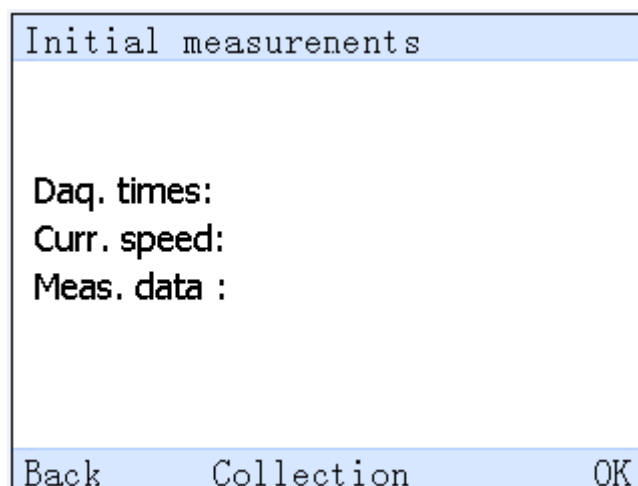 Initial measurenents
Daq. times:
Curr. speed:
Meas. data :
Back Collection OK